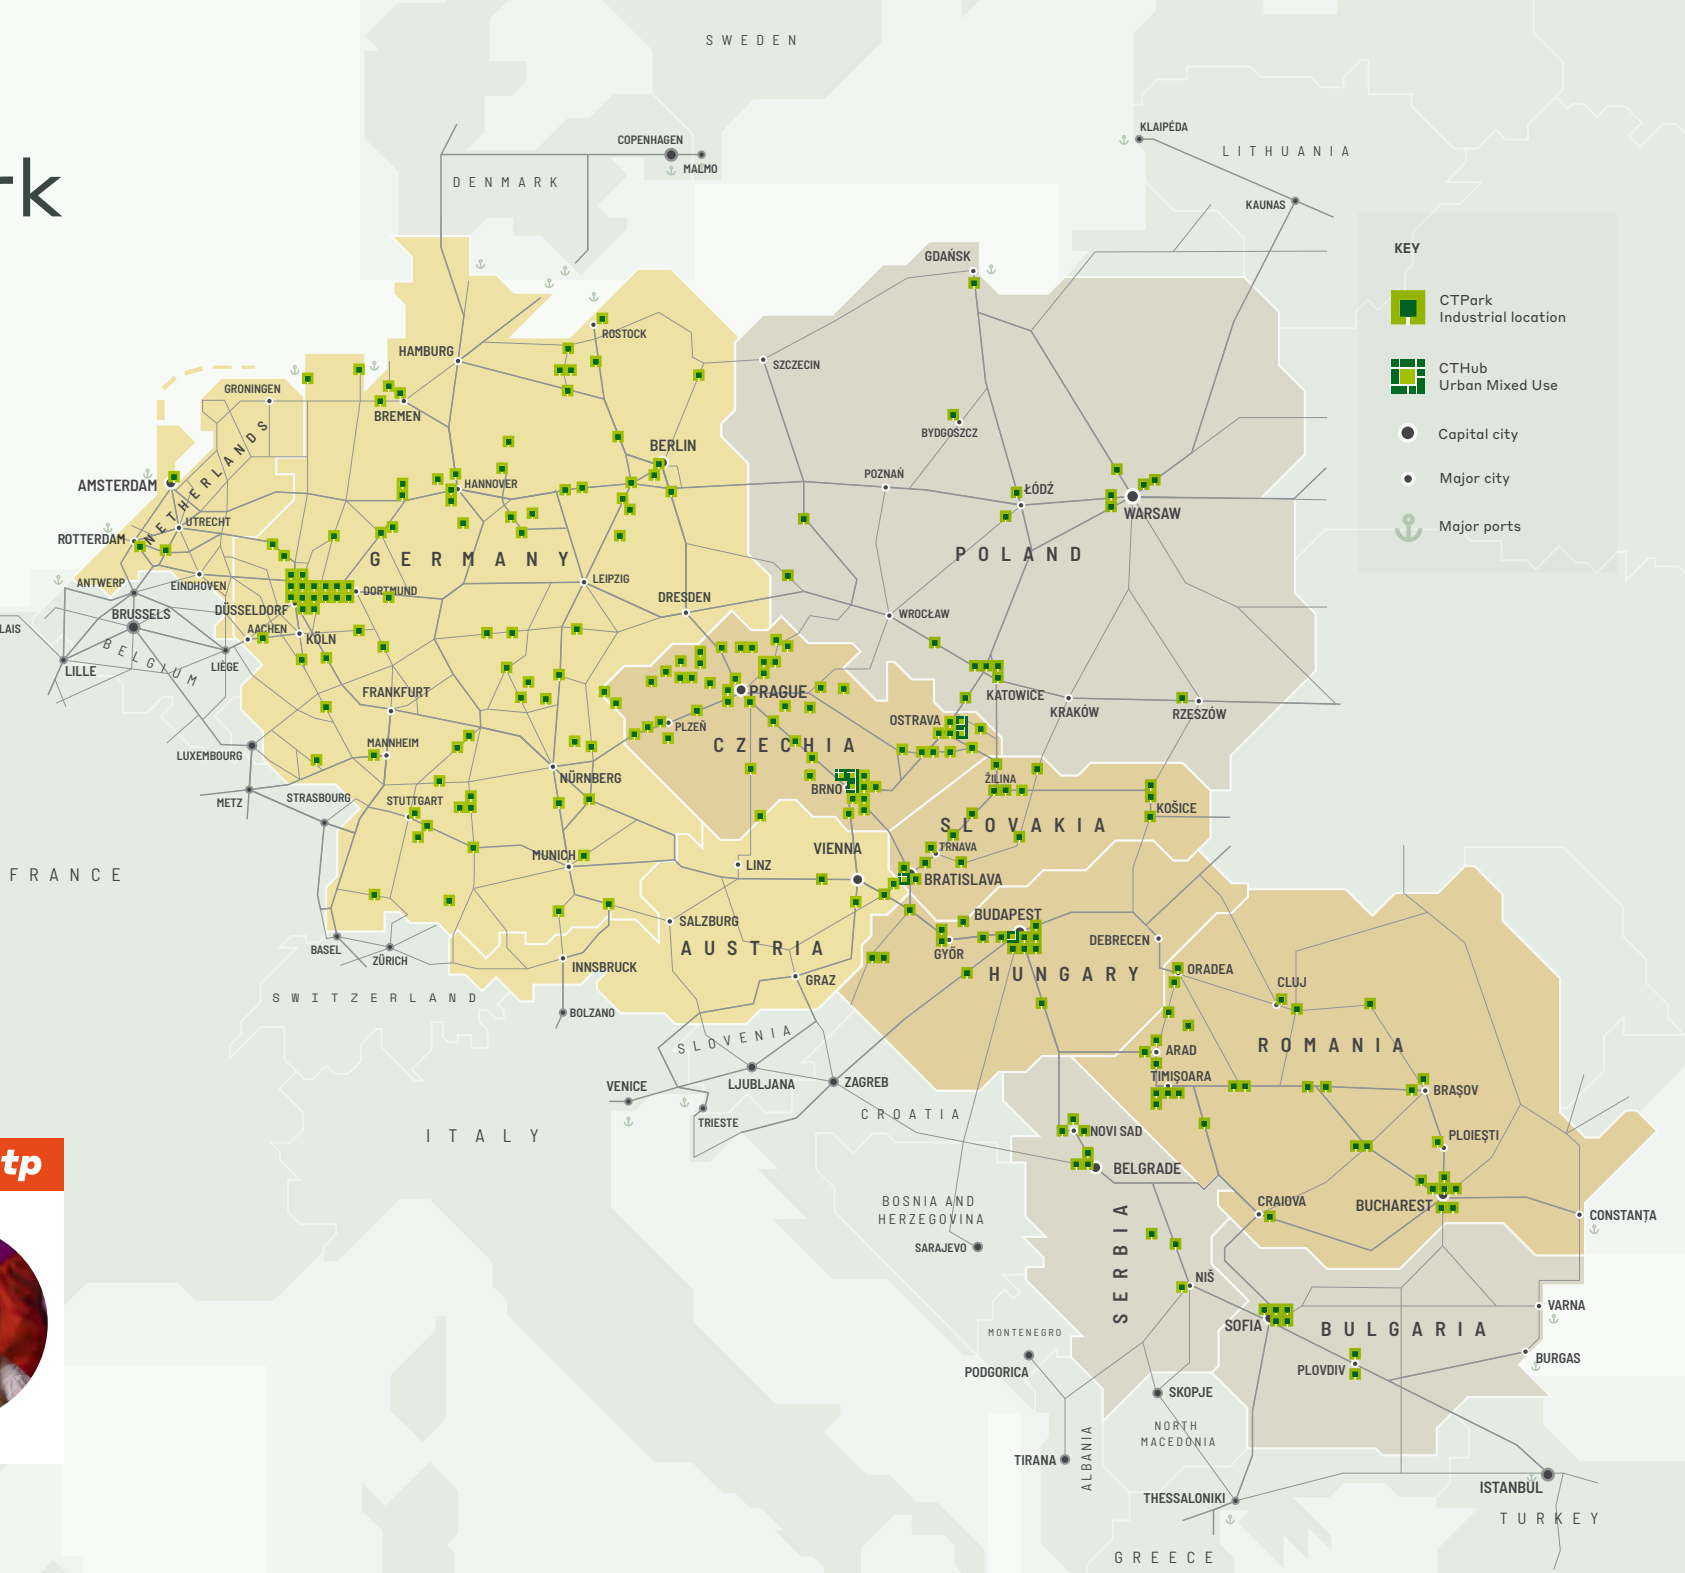 SWEDEN
KLAIPĖDA
COPENHAGEN
LITHUANIA
MALMO
DENMARK
rk
KAUNAS
KEY
GDAŃSK
CTPark
Industrial location
ROSTOCK
HAMBURG
SZCZECIN
CTHub
Urban Mixed Use
GRONINGEN
BREMEN
BYDGOSZCZ
Capital city
BERLIN
POZNAŃ
Major city
AMSTERDAM
NETHERLANDS
HANNOVER
ŁÓDŹ
WARSAW
UTRECHT
Major ports
ROTTERDAM
GERMANY
POLAND
ANTWERP
EINDHOVEN
DORTMUND
LEIPZIG
DRESDEN
BRUSSELS
DÜSSELDORF
WROCŁAW
LAIS
AACHEN
KÖLN
BELGIUM
LILLE
LIÈGE
FRANKFURT
PRAGUE
KATOWICE
KRAKÓW
RZESZÓW
OSTRAVA
PLZEŇ
CZECHIA
LUXEMBOURG
MANNHEIM
NÜRNBERG
ŽILINA
BRNO
METZ
STRASBOURG
STUTTGART
KOŠICE
SLOVAKIA
VIENNA
TRNAVA
MUNICH
LINZ
FRANCE
BRATISLAVA
BUDAPEST
SALZBURG
DEBRECEN
BASEL
AUSTRIA
GYŐR
ZÜRICH
INNSBRUCK
HUNGARY
ORADEA
GRAZ
CLUJ
SWITZERLAND
BOLZANO
SLOVENIA
ROMANIA
ARAD
TIMIȘOARA
VENICE
LJUBLJANA
ZAGREB
BRAȘOV
CROATIA
TRIESTE
ITALY
NOVI SAD
PLOIEȘTI
tp
BELGRADE
BOSNIA AND
HERZEGOVINA
CRAIOVA
BUCHAREST
CONSTANȚA
SERBIA
SARAJEVO
NIŠ
VARNA
SOFIA
BULGARIA
MONTENEGRO
BURGAS
PODGORICA
PLOVDIV
SKOPJE
NORTH
MACEDONIA
TIRANA
ALBANIA
ISTANBUL
THESSALONIKI
TURKEY
GREECE